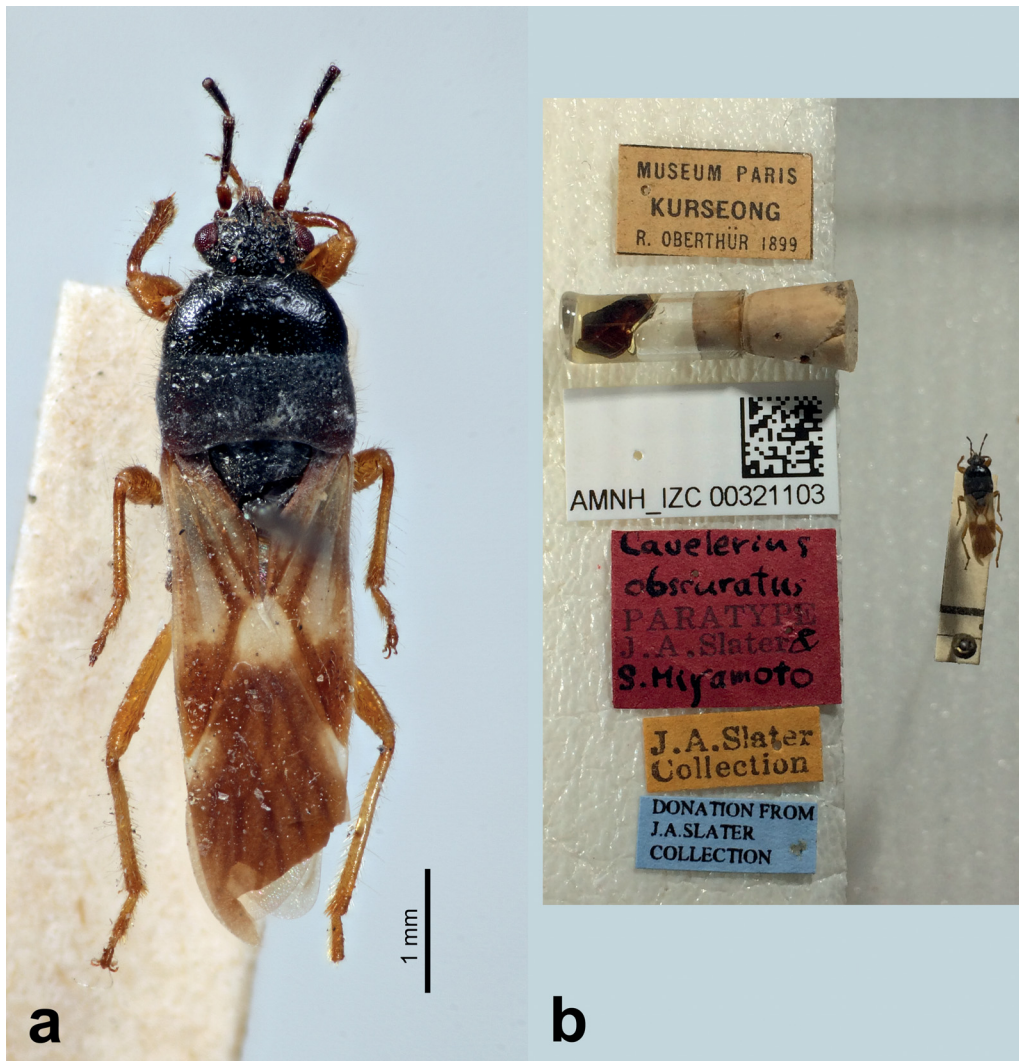 MUSEUM PARIS
KURSEONG
R. OBERTHÜR 1899
AMNH_IZC 00321103
Cavelerius
obscuratus
PARATYPE
J.A.Slater &
S.Miyamoto
J.A.Slater
Collection
DONATION FROM
J.A.SLATER
COLLECTION
1 mm
a
b